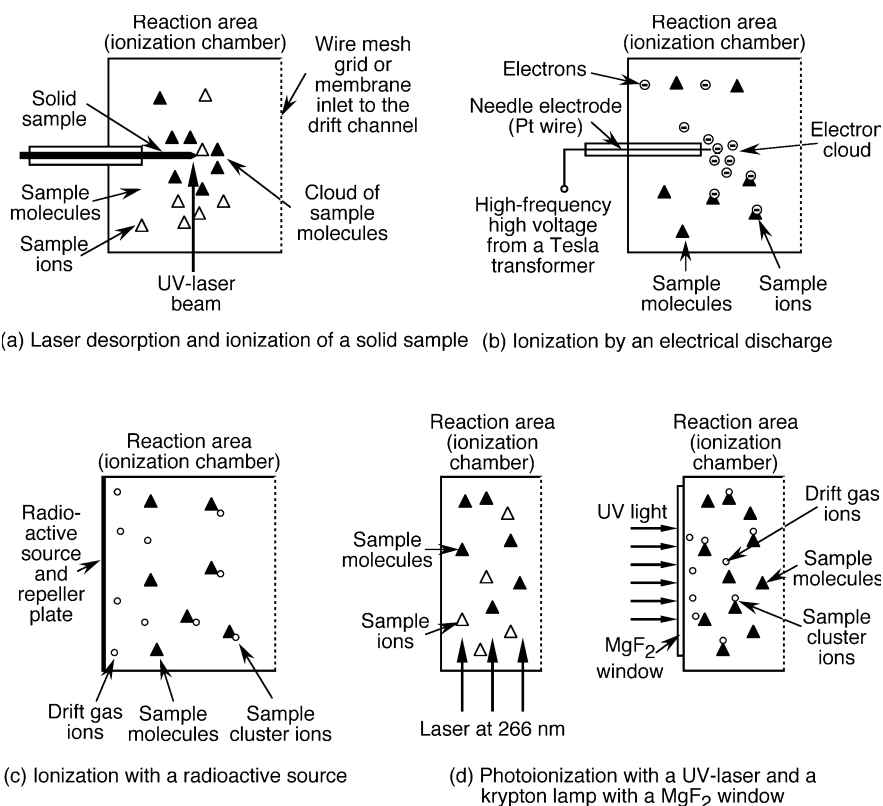 Reaction area
(ionization chamber)
Wire mesh
grid or
membrane
inlet to the
drift channel
Solid
sample
Sample
molecules
Sample
ions
Cloud of
sample
molecules
UV-laser
beam
(a) Laser desorption and ionization of a solid sample
Reaction area
(ionization chamber)
Electrons
Needle electrode
(Pt wire)
Electron
cloud
High-frequency
high voltage
from a Tesla
transformer
Sample
molecules
Sample
ions
(b) Ionization by an electrical discharge
Reaction area
(ionization chamber)
Radio-
active
source
and
repeller
plate
Drift gas
ions
Sample
molecules
Sample
cluster ions
(c) Ionization with a radioactive source
Reaction area
(ionization
chamber)
Sample
molecules
Sample
ions
Laser at 266 nm
Reaction area
(ionization
chamber)
UV light
Drift gas
ions
Sample
molecules
Sample
cluster
ions
MgF2
window
(d) Photoionization with a UV-laser and a
krypton lamp with a MgF2 window